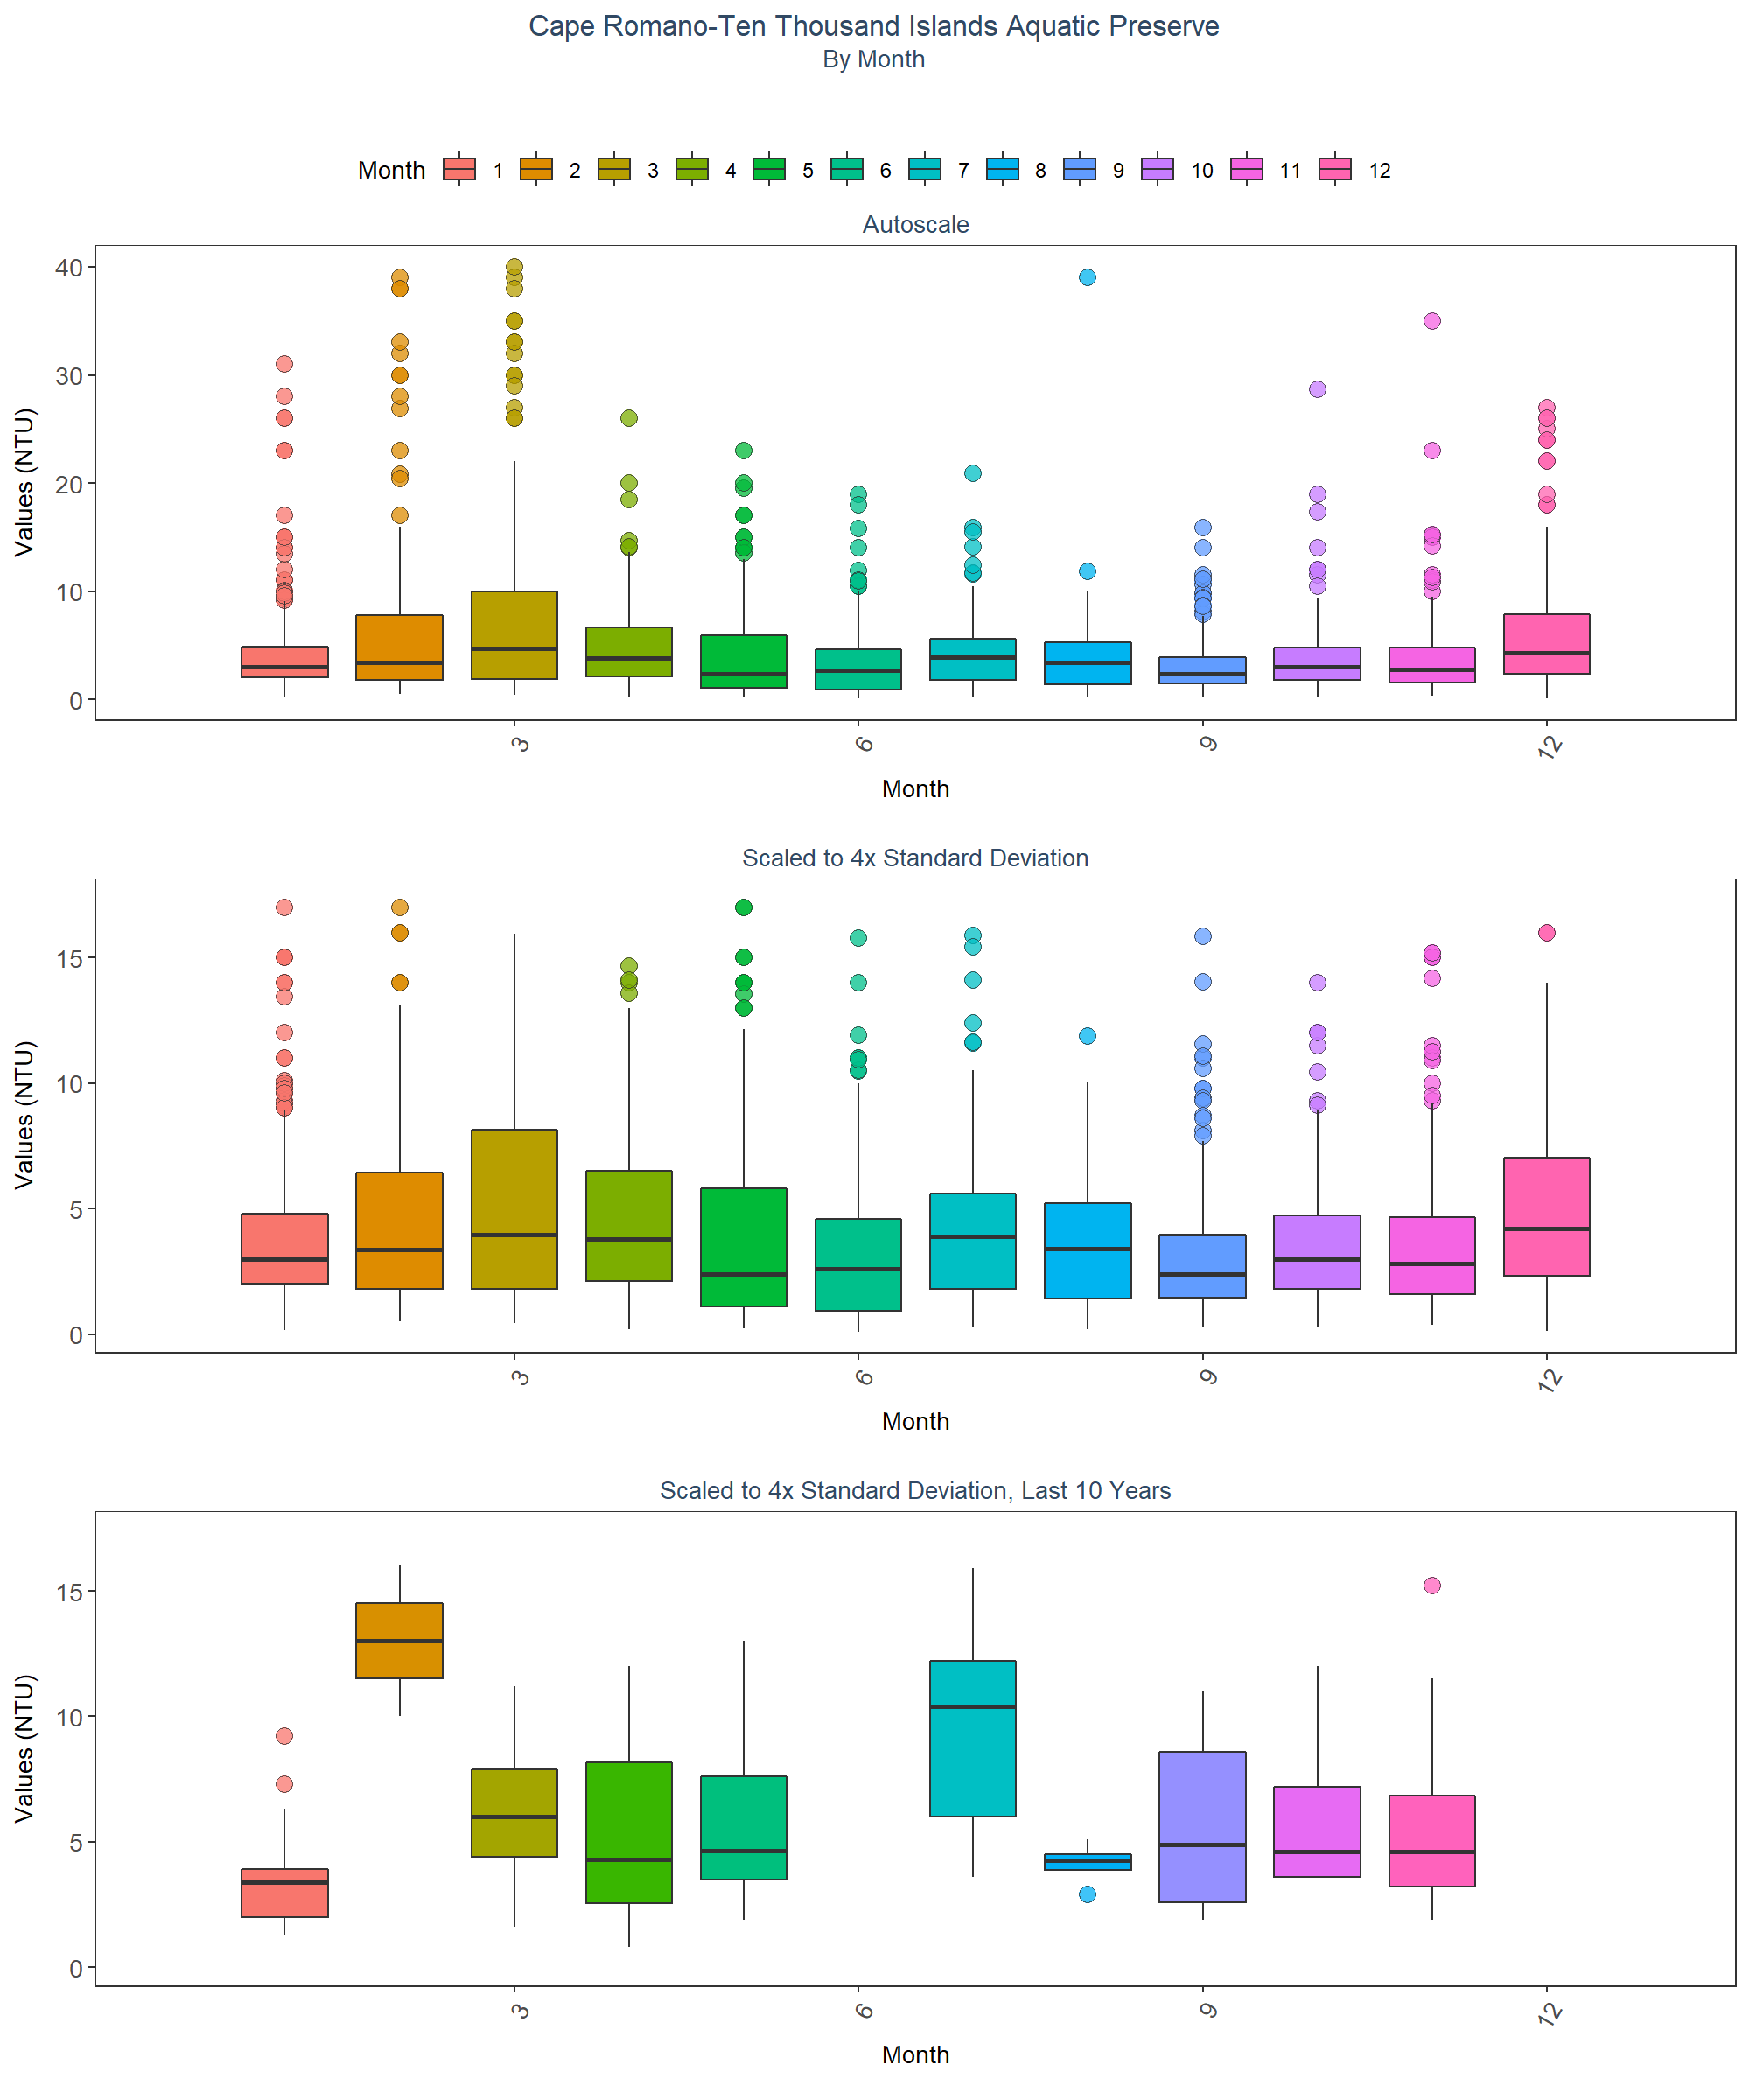 Cape Romano-Ten Thousand Islands Aquatic Preserve
By Month
Month 1 2 3 4 5 6 7 8 9 10 11 12
Autoscale
Values (NTU)
40
30
20
10
0
3 6 9 12
Month
Scaled to 4x Standard Deviation
Values (NTU)
15
10
5
0
3 6 9 12
Month
Scaled to 4x Standard Deviation, Last 10 Years
Values (NTU)
15
10
5
0
3 6 9 12
Month